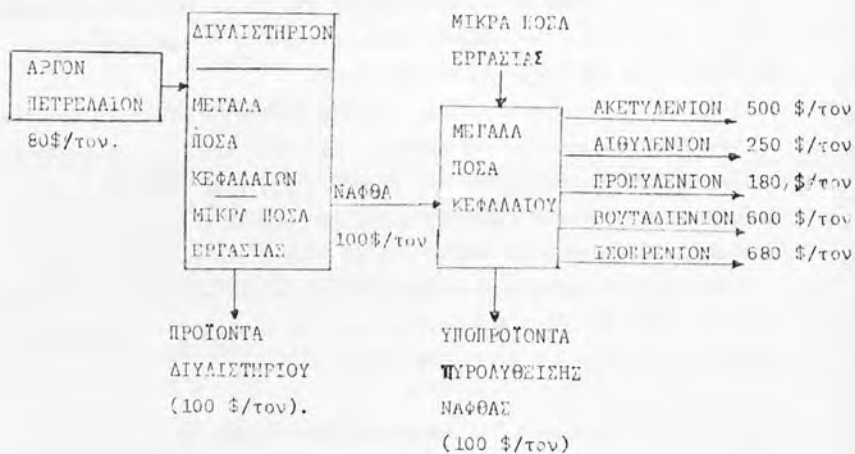 ΑΡΓΟΝ
ΠΕΤΡΕΛΑΙΟΝ
80$/τον.
ΔΙΥΛΙΣΤΗΡΙΟΝ
ΜΕΓΑΛΑ
ΠΟΣΑ
ΚΕΦΑΛΑΙΩΝ
ΜΙΚΡΑ ΠΟΣΑ
ΕΡΓΑΣΙΑΣ
ΠΡΟΪΟΝΤΑ
ΔΙΥΛΙΣΤΗΡΙΟΥ
(100 $/τον).
ΝΑΦΘΑ
100$/τον
ΜΙΚΡΑ ΠΟΣΑ
ΕΡΓΑΣΙΑΣ
ΜΕΓΑΛΑ
ΠΟΣΑ
ΚΕΦΑΛΑΙΟΥ
ΑΚΕΤΥΛΕΝΙΟΝ 500 $/τον
ΑΙΘΥΛΕΝΙΟΝ 250 $/τον
ΠΡΟΠΥΛΕΝΙΟΝ 180,$/τον
ΒΟΥΤΑΔΙΕΝΙΟΝ 600 $/τον
ΙΣΟΠΡΕΝΙΟΝ 680 $/τον
ΥΠΟΠΡΟΪΟΝΤΑ
ΠΥΡΟΛΥΘΕΙΣΗΣ
ΝΑΦΘΑΣ
(100 $/τον)